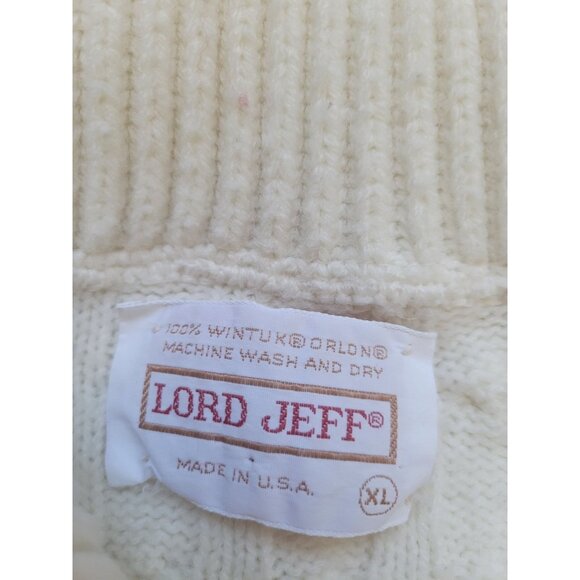 100% WINTUK® ORLON®
MACHINE WASH AND DRY
LORD JEFF®
MADE IN U.S.A.
XL